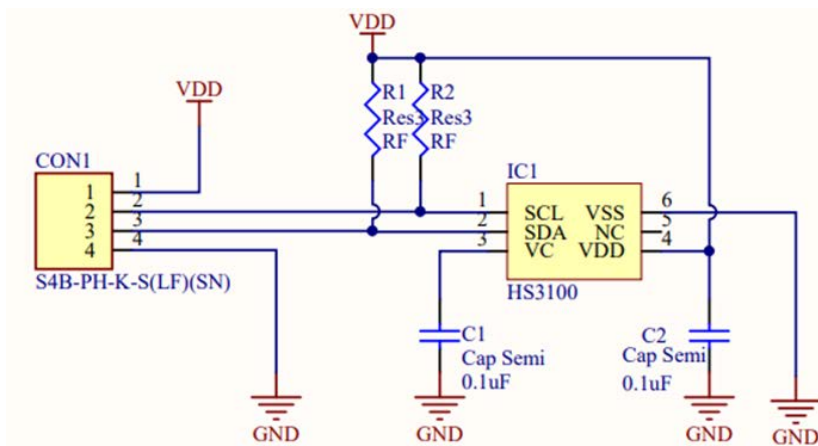 VDD
VDD
R1
Res3
RF
R2
Res3
RF
CON1
1
2
3
4
1
2
3
4
S4B-PH-K-S(LF)(SN)
IC1
1
2
3
SCL
SDA
VC
VSS
NC
VDD
6
5
4
HS3100
C1
Cap Semi
0.1uF
C2
Cap Semi
0.1uF
GND
GND
GND
GND